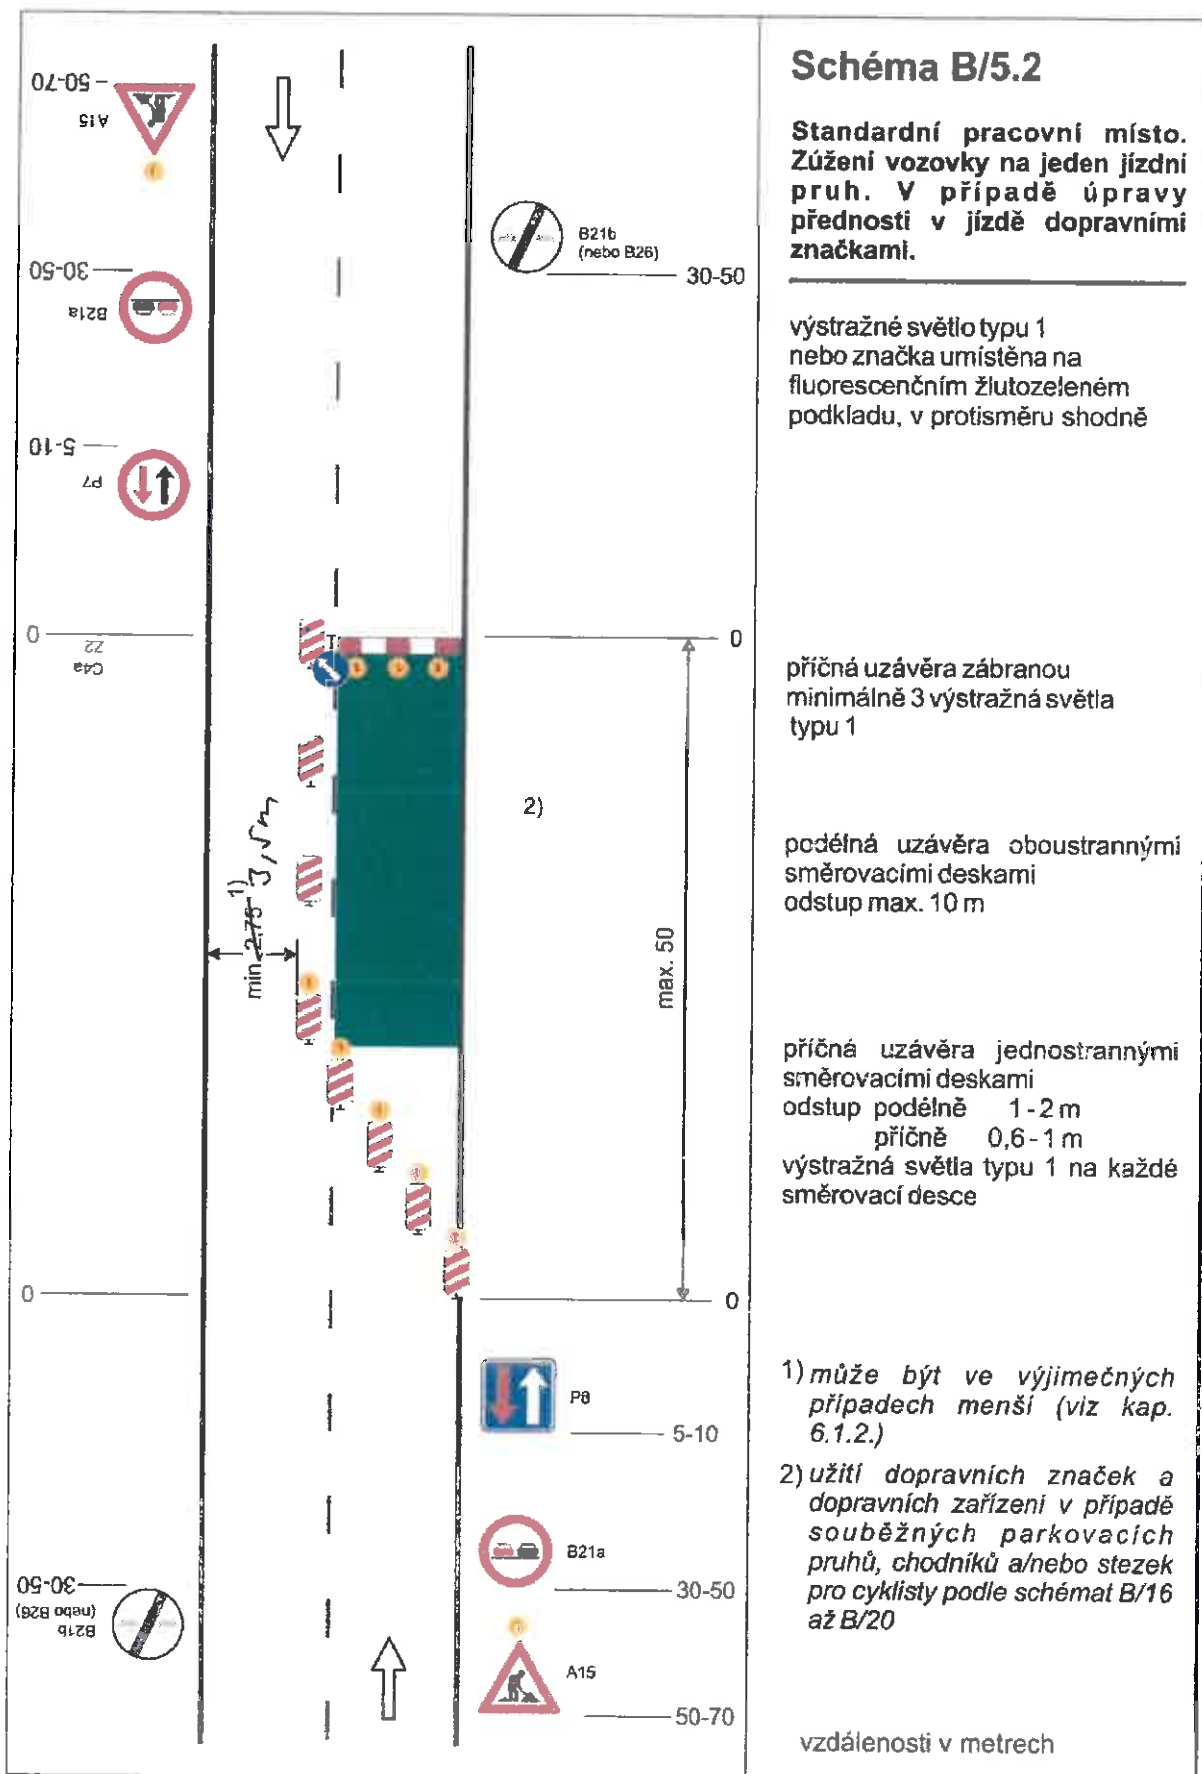 50-70
A15
30-50
B21a
5-10
P7
0
Z2
C4a
min. 2.75 1) 3,5m
0
30-50
B21b
(nebo B26)
B21b
(nebo B26)
30-50
0
2)
max. 50
0
P8
5-10
B21a
30-50
A15
50-70
Schéma B/5.2
Standardní pracovní místo.
Zúžení vozovky na jeden jízdní
pruh. V případě úpravy
přednosti v jízdě dopravními
značkami.
výstražné světlo typu 1
nebo značka umístěna na
fluorescenčním žlutozeleném
podkladu, v protisměru shodně
příčná uzávěra zábranou
minimálně 3 výstražná světla
typu 1
podélná uzávěra oboustrannými
směrovacími deskami
odstup max. 10 m
příčná uzávěra jednostrannými
směrovacími deskami
odstup podélně 1-2 m
příčně 0,6-1 m
výstražná světla typu 1 na každé
směrovací desce
1) může být ve výjimečných
případech menší (viz kap.
6.1.2.)
2) užití dopravních značek a
dopravních zařízení v případě
souběžných parkovacích
pruhů, chodníků a/nebo stezek
pro cyklisty podle schémat B/16
až B/20
vzdálenosti v metrech